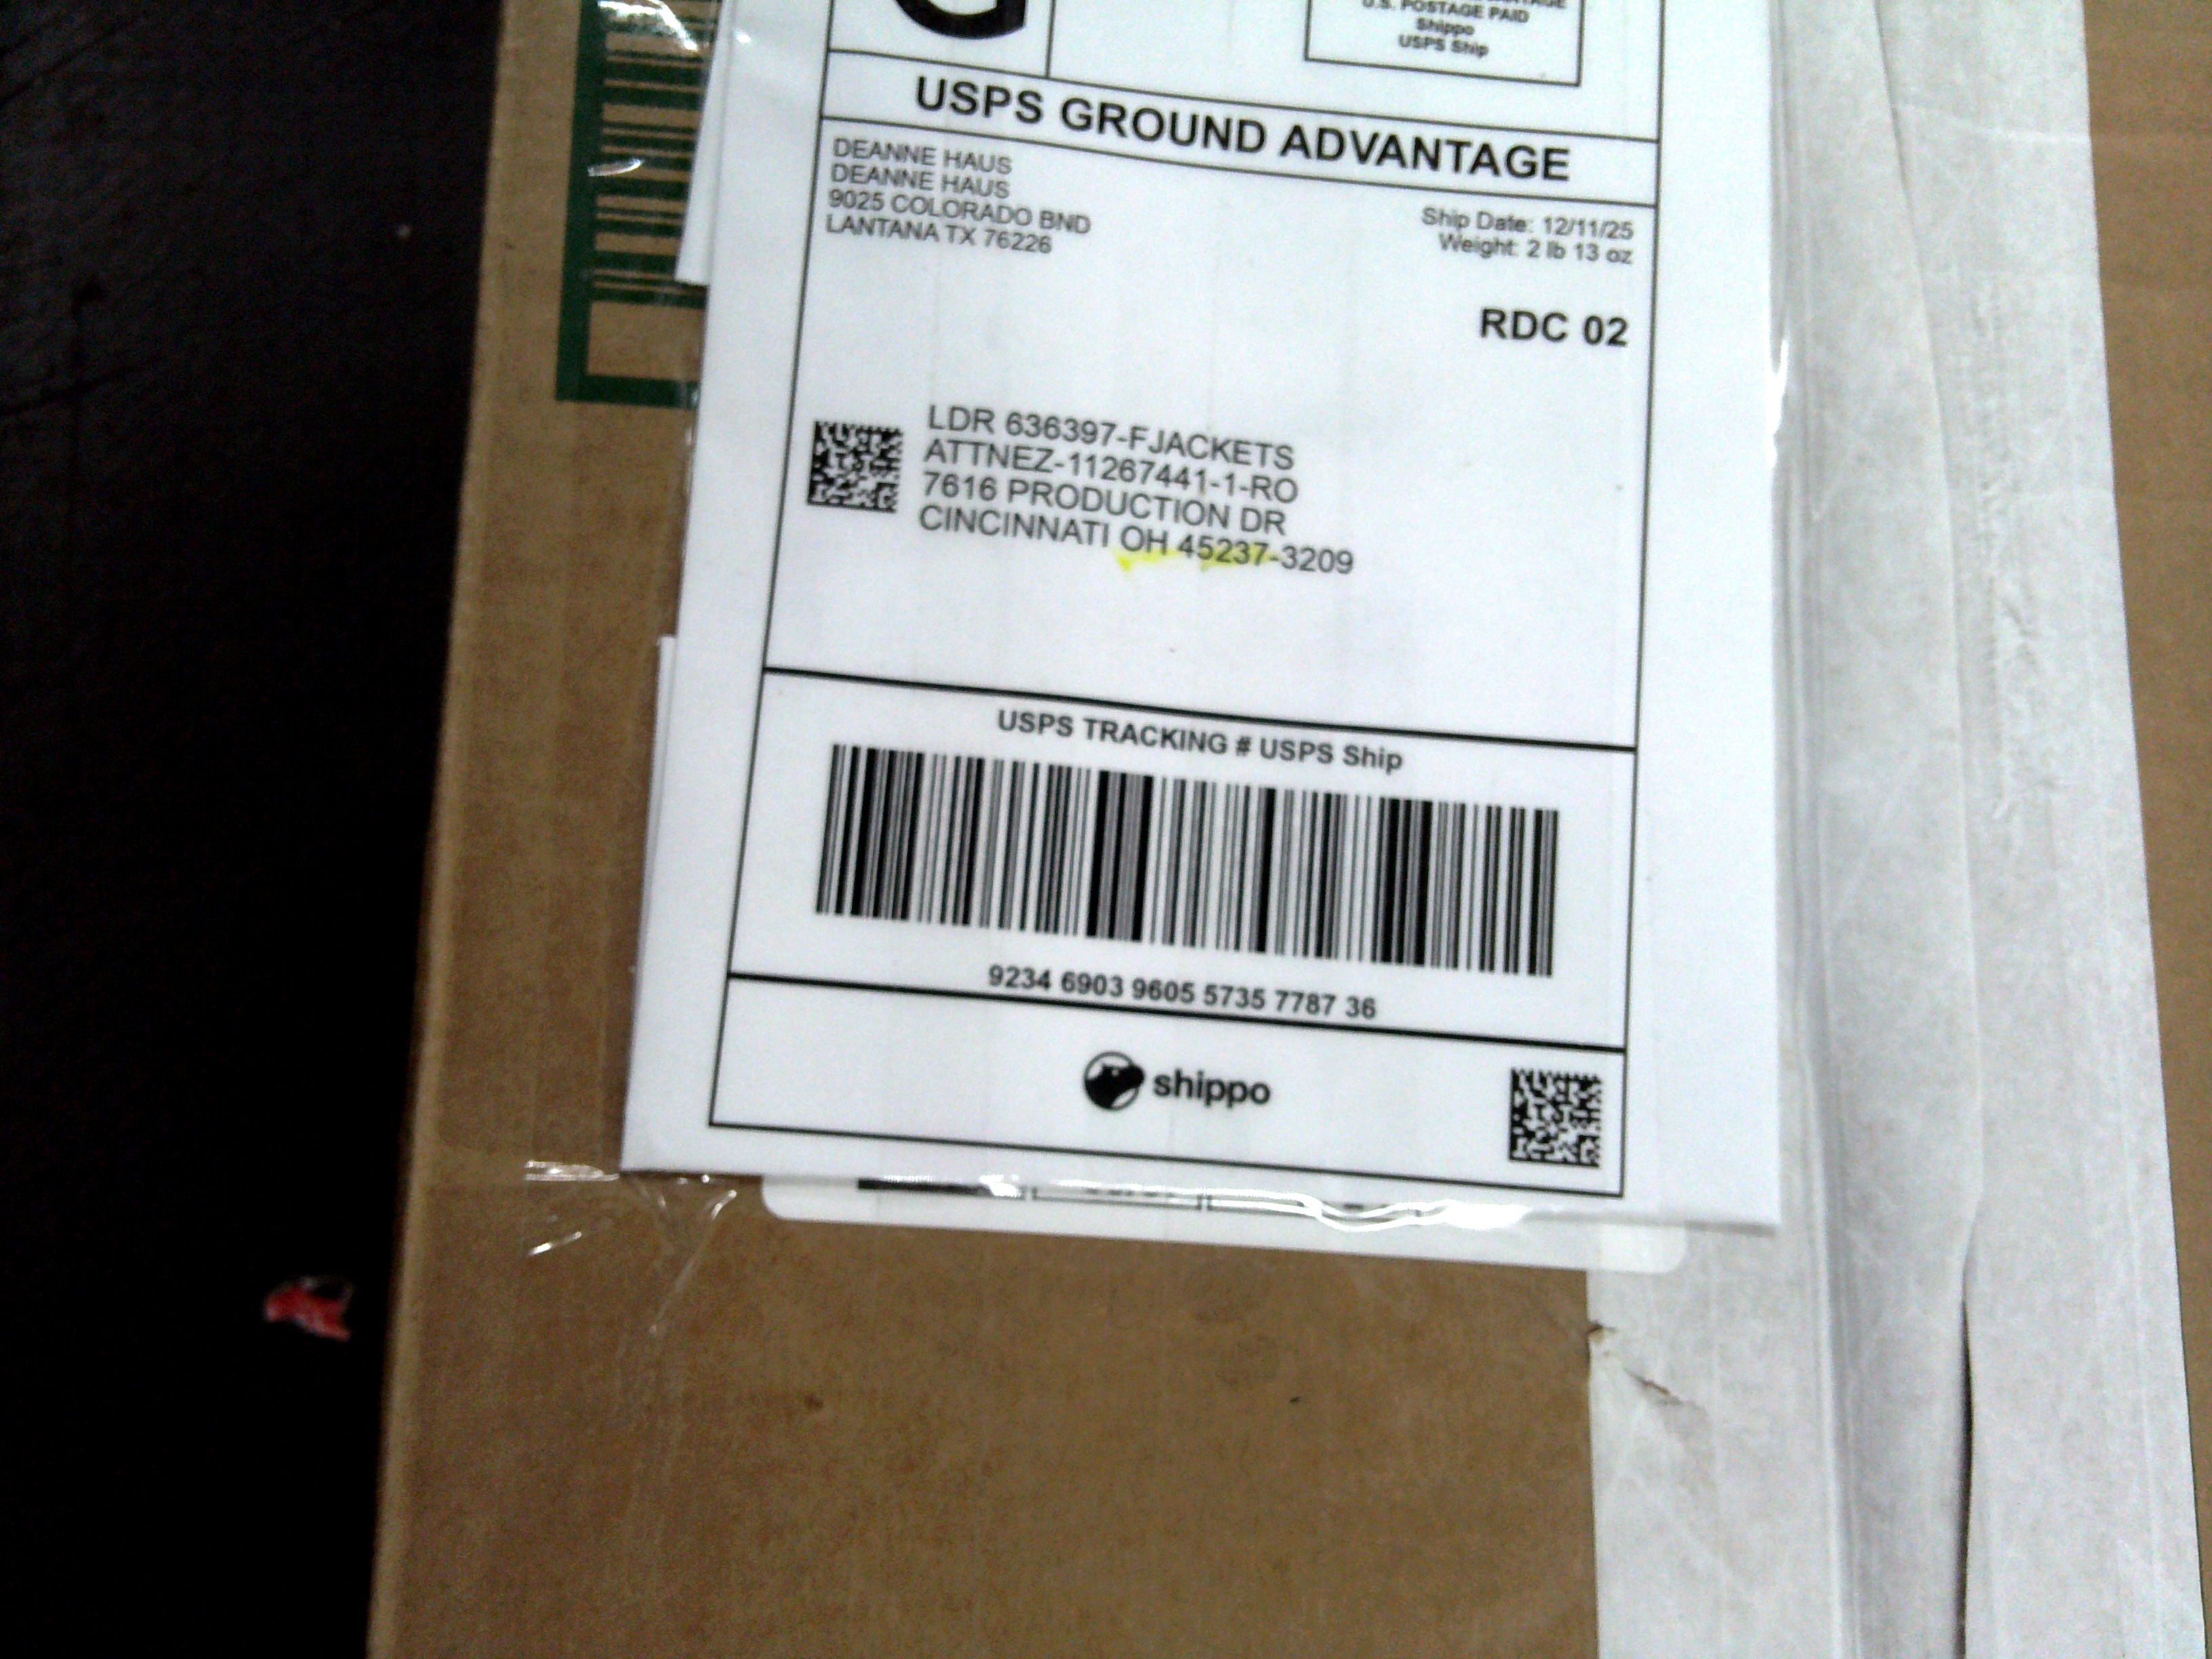 U.S. POSTAGE PAID
Shippo
USPS Ship
USPS GROUND ADVANTAGE
DEANNE HAUS
DEANNE HAUS
9025 COLORADO BND
LANTANA TX 76226
Ship Date: 12/11/25
Weight: 2 lb 13 oz
RDC 02
LDR 636397-FJACKETS
ATTNEZ-11267441-1-RO
7616 PRODUCTION DR
CINCINNATI OH 45237-3209
USPS TRACKING # USPS Ship
9234 6903 9605 5735 7787 36
shippo